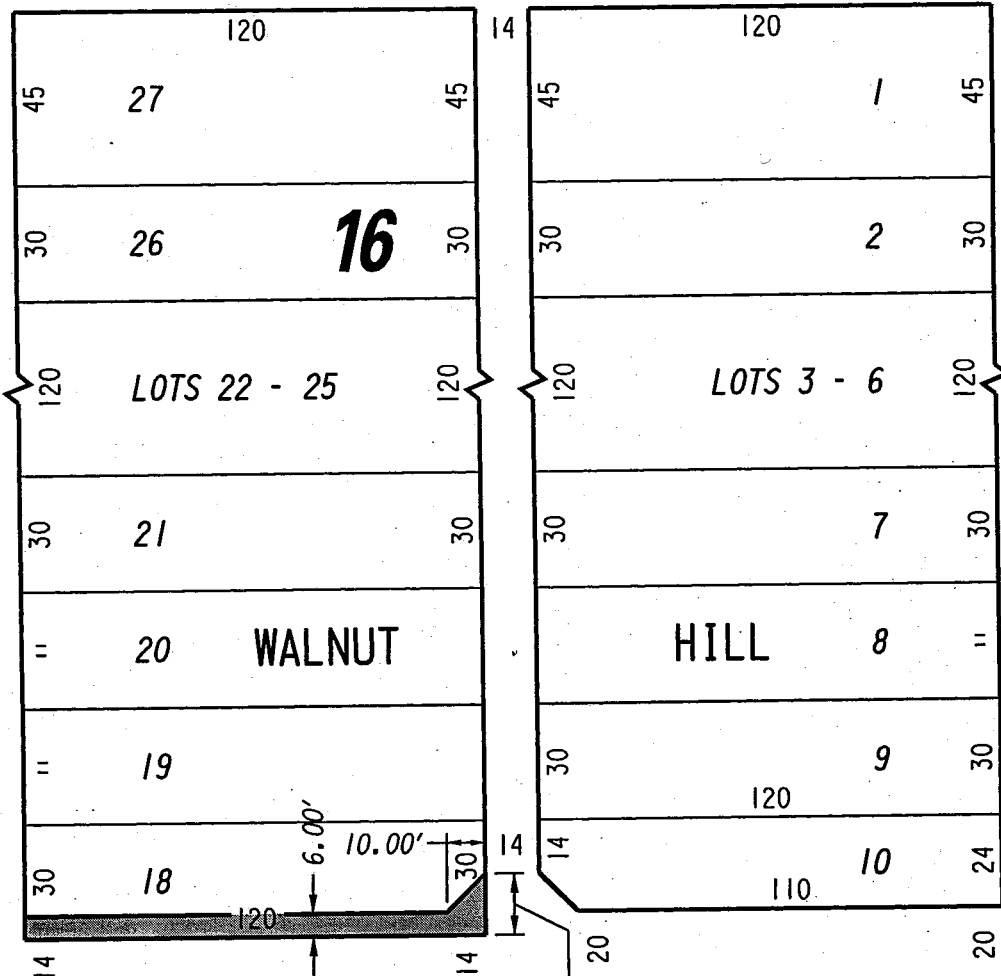 120 14 120
45 27 45 45 1 45
30 26 16 30 30 2 30
120 LOTS 22 - 25 120 120 LOTS 3 - 6 120
30 21 30 30 7 30
= 20 WALNUT HILL 8 =
= 19 30 9 30
120
6.00' 10.00' 14 14
30 18 30 10 24
120 110
14 14 20 20